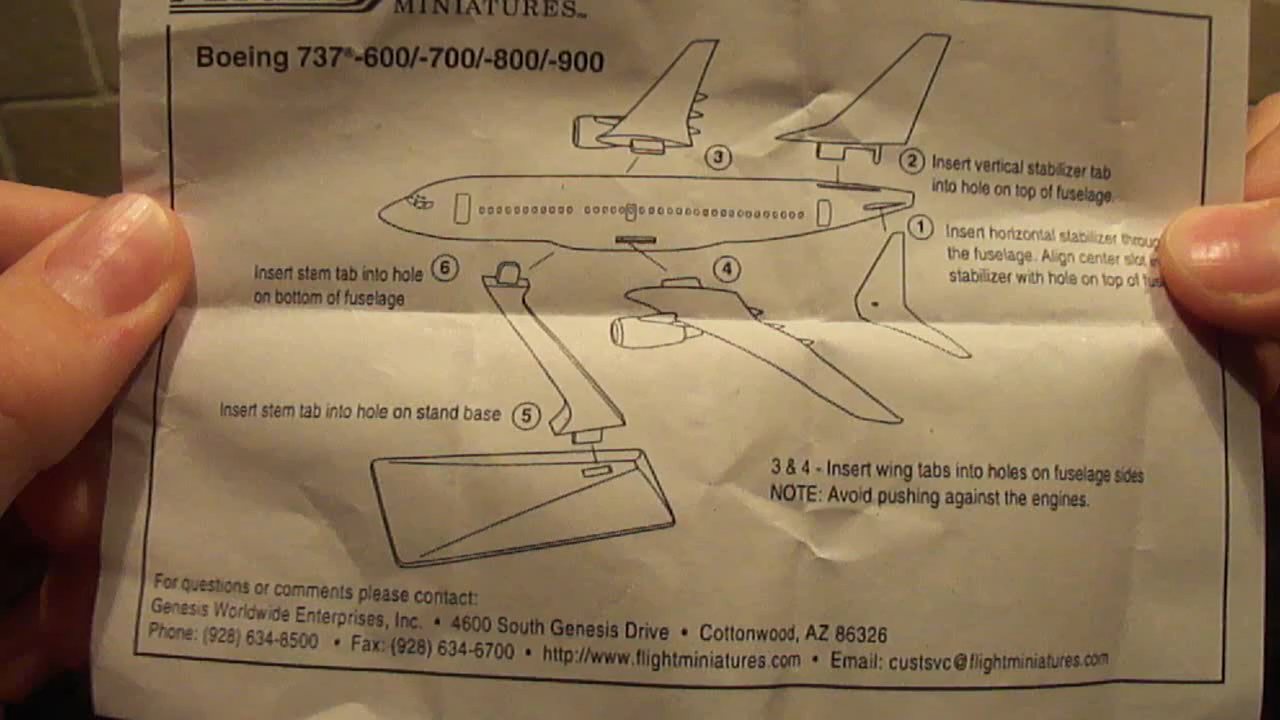 MINIATURES™
Boeing 737®-600/-700/-800/-900
3
2 Insert vertical stabilizer tab
into hole on top of fuselage.
1 Insert horizontal stabilizer
the fuselage. Align center slot
stabilizer with hole on top of
6
Insert stem tab into hole
on bottom of fuselage
4
Insert stem tab into hole on stand base 5
3 & 4 - Insert wing tabs into holes on fuselage sides
NOTE: Avoid pushing against the engines.
For questions or comments please contact:
Genesis Worldwide Enterprises, Inc. • 4600 South Genesis Drive • Cottonwood, AZ 86326
Phone: (928) 634-8500 • Fax: (928) 634-6700 • http://www.flightminiatures.com • Email: custsvc@flightminiatures.com